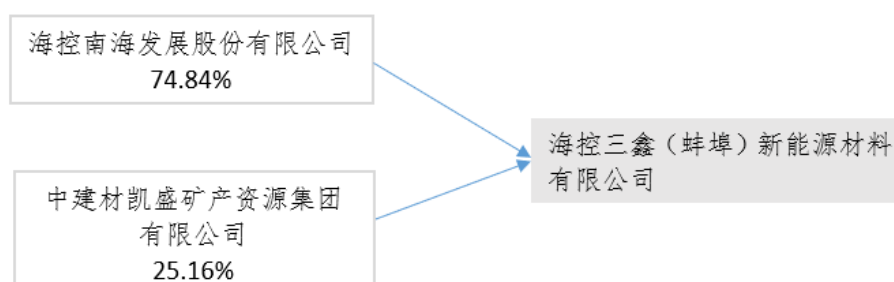 海控南海发展股份有限公司
74.84%
海控三鑫（蚌埠）新能源材料
有限公司
中建材凯盛矿产资源集团
有限公司
25.16%